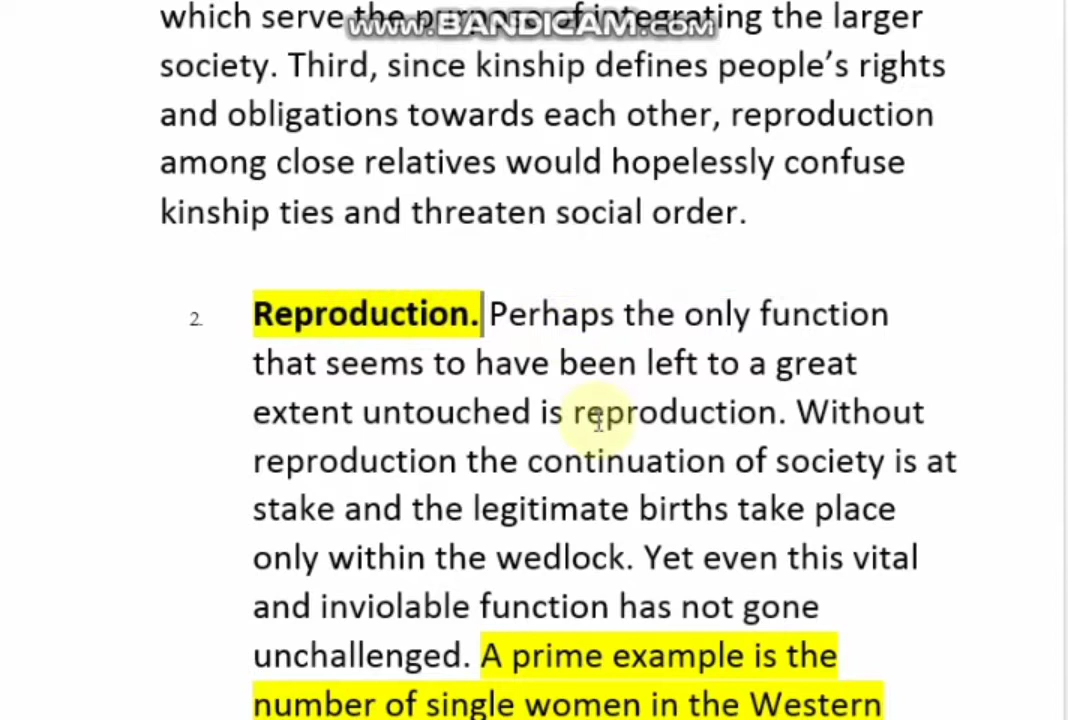 which serve the purpose of integrating the larger
www.BANDICAM.com
society. Third, since kinship defines people’s rights
and obligations towards each other, reproduction
among close relatives would hopelessly confuse
kinship ties and threaten social order.
2. Reproduction. Perhaps the only function
that seems to have been left to a great
extent untouched is reproduction. Without
reproduction the continuation of society is at
stake and the legitimate births take place
only within the wedlock. Yet even this vital
and inviolable function has not gone
unchallenged. A prime example is the
number of single women in the Western